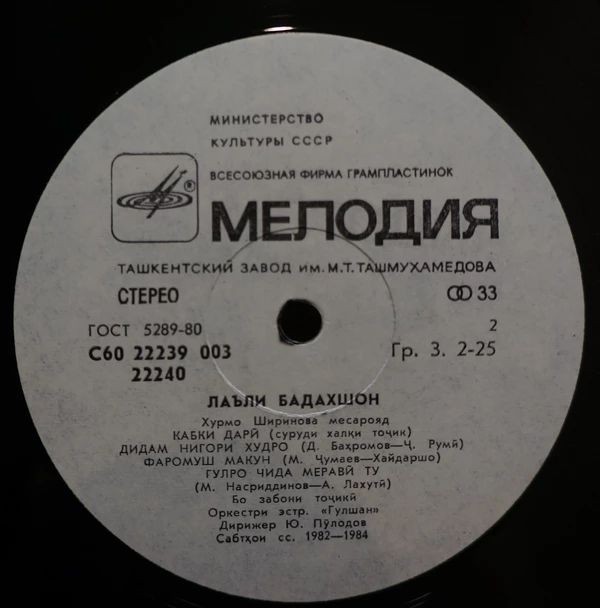 МИНИСТЕРСТВО
КУЛЬТУРЫ СССР
ВСЕСОЮЗНАЯ ФИРМА ГРАМПЛАСТИНОК
®
МЕЛОДИЯ
ТАШКЕНТСКИЙ ЗАВОД ИМ. М.Т. ТАШМУХАМЕДОВА
СТЕРЕО 33
ГОСТ 5289-80 2
С60 22239 003 Гр. 3. 2-25
22240
ЛАЪЛИ БАДАХШОН
Хурмо Ширинова месарояд
КАБКИ ДАРӢ (суруди халқи тоҷик)
ДИДАМ НИГОРИ ХУДРО (Д. Баҳромов—Ҷ. Румӣ)
ФАРОМУШ МАКУН (М. Ҷумаев—Хайдаршо)
ГУЛРО ЧИДА МЕРАВӢ ТУ
(М. Насриддинов—А. Лахутӣ)
Бо забони тоҷикӣ
Оркестри эстр. «Гулшан»
Дирижер Ю. Пӯлодов
Сабтҳои сс. 1982—1984